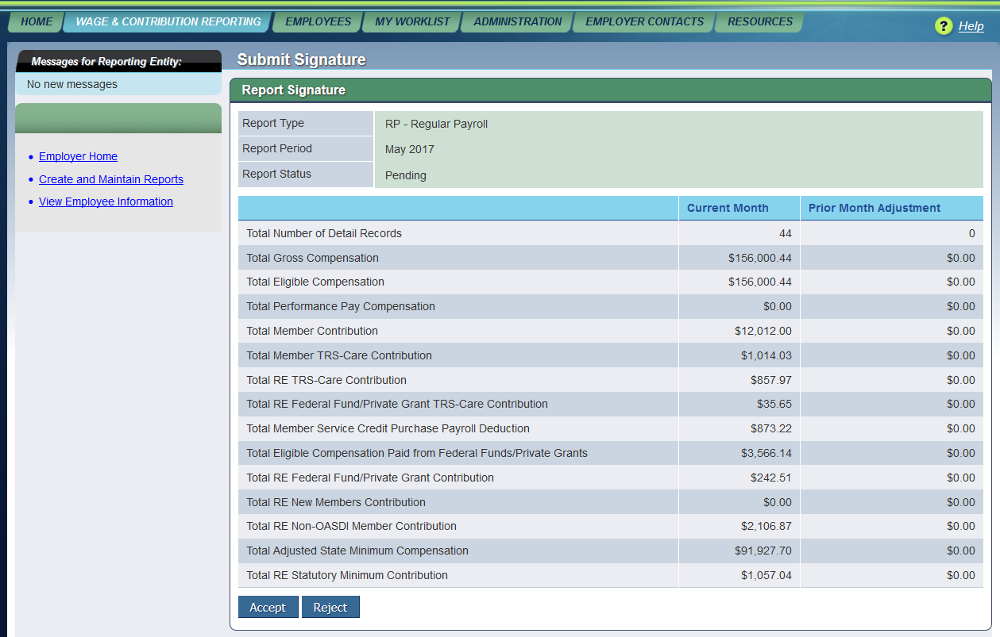 HOME WAGE & CONTRIBUTION REPORTING EMPLOYEES MY WORKLIST ADMINISTRATION EMPLOYER CONTACTS RESOURCES ? Help
Messages for Reporting Entity:
No new messages
Employer Home
Create and Maintain Reports
View Employee Information
Submit Signature
Report Signature
Report Type RP - Regular Payroll
Report Period May 2017
Report Status Pending
Current Month Prior Month Adjustment
Total Number of Detail Records 44 0
Total Gross Compensation $156,000.44 $0.00
Total Eligible Compensation $156,000.44 $0.00
Total Performance Pay Compensation $0.00 $0.00
Total Member Contribution $12,012.00 $0.00
Total Member TRS-Care Contribution $1,014.03 $0.00
Total RE TRS-Care Contribution $857.97 $0.00
Total RE Federal Fund/Private Grant TRS-Care Contribution $35.65 $0.00
Total Member Service Credit Purchase Payroll Deduction $873.22 $0.00
Total Eligible Compensation Paid from Federal Funds/Private Grants $3,566.14 $0.00
Total RE Federal Fund/Private Grant Contribution $242.51 $0.00
Total RE New Members Contribution $0.00 $0.00
Total RE Non-OASDI Member Contribution $2,106.87 $0.00
Total Adjusted State Minimum Compensation $91,927.70 $0.00
Total RE Statutory Minimum Contribution $1,057.04 $0.00
Accept Reject